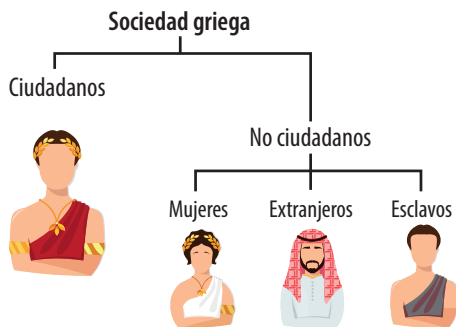 Sociedad griega
Ciudadanos
No ciudadanos
Mujeres
Extranjeros
Esclavos